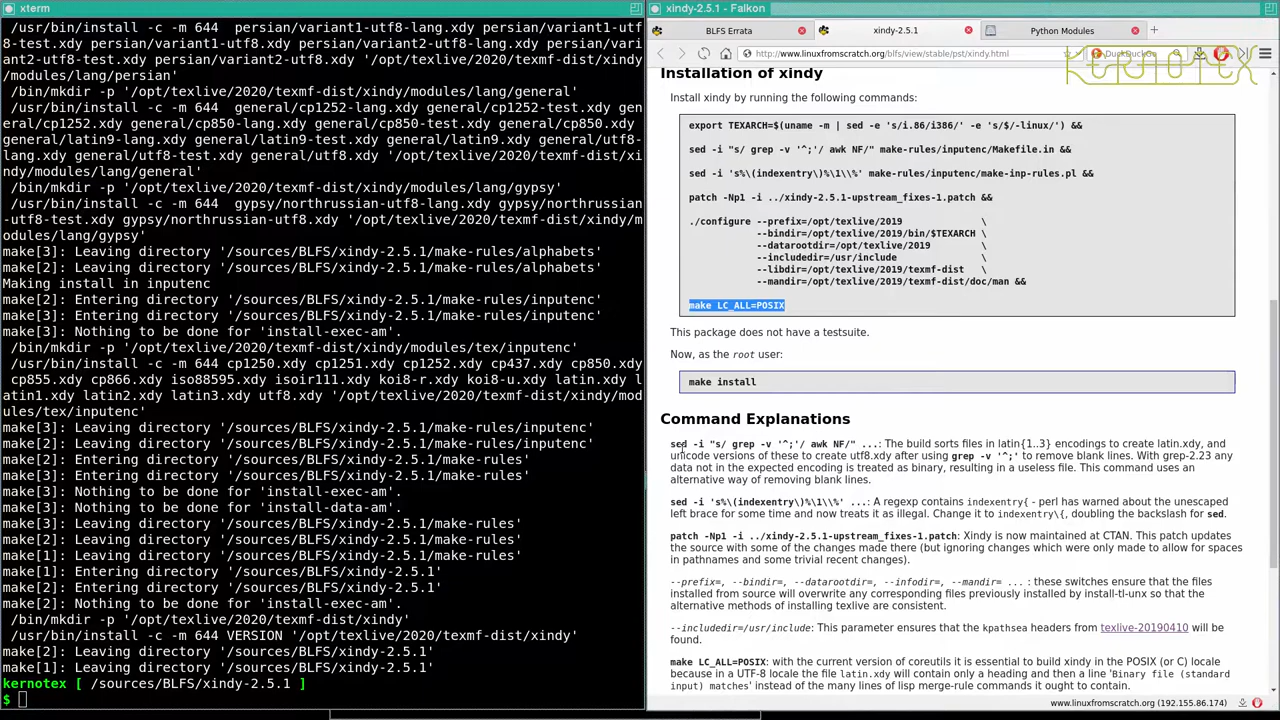 xterm
/usr/bin/install -c -m 644  persian/variant1-utf8-lang.xdy persian/variant1-utf
8-test.xdy persian/variant1-utf8.xdy persian/variant2-utf8-lang.xdy persian/vari
ant2-utf8-test.xdy persian/variant2-utf8.xdy '/opt/texlive/2020/texmf-dist/xindy
/modules/lang/persian'
/bin/mkdir -p '/opt/texlive/2020/texmf-dist/xindy/modules/lang/general'
/usr/bin/install -c -m 644  general/cp1252-lang.xdy general/cp1252-test.xdy gen
eral/cp1252.xdy general/cp850-lang.xdy general/cp850-test.xdy general/cp850.xdy
general/latin9-lang.xdy general/latin9-test.xdy general/latin9.xdy general/utf8-
lang.xdy general/utf8-test.xdy general/utf8.xdy '/opt/texlive/2020/texmf-dist/xi
ndy/modules/lang/general'
/bin/mkdir -p '/opt/texlive/2020/texmf-dist/xindy/modules/lang/gypsy'
/usr/bin/install -c -m 644  gypsy/northrussian-utf8-lang.xdy gypsy/northrussian
-utf8-test.xdy gypsy/northrussian-utf8.xdy '/opt/texlive/2020/texmf-dist/xindy/m
odules/lang/gypsy'
make[3]: Leaving directory '/sources/BLFS/xindy-2.5.1/make-rules/alphabets'
make[2]: Leaving directory '/sources/BLFS/xindy-2.5.1/make-rules/alphabets'
Making install in inputenc
make[2]: Entering directory '/sources/BLFS/xindy-2.5.1/make-rules/inputenc'
make[3]: Entering directory '/sources/BLFS/xindy-2.5.1/make-rules/inputenc'
make[3]: Nothing to be done for 'install-exec-am'.
/bin/mkdir -p '/opt/texlive/2020/texmf-dist/xindy/modules/tex/inputenc'
/usr/bin/install -c -m 644 cp1250.xdy cp1251.xdy cp1252.xdy cp437.xdy cp850.xdy
cp855.xdy cp866.xdy iso88595.xdy isoir111.xdy koi8-r.xdy koi8-u.xdy latin.xdy l
atin1.xdy latin2.xdy latin3.xdy utf8.xdy '/opt/texlive/2020/texmf-dist/xindy/mod
ules/tex/inputenc'
make[3]: Leaving directory '/sources/BLFS/xindy-2.5.1/make-rules/inputenc'
make[2]: Leaving directory '/sources/BLFS/xindy-2.5.1/make-rules/inputenc'
make[2]: Entering directory '/sources/BLFS/xindy-2.5.1/make-rules'
make[3]: Entering directory '/sources/BLFS/xindy-2.5.1/make-rules'
make[3]: Nothing to be done for 'install-exec-am'.
make[3]: Nothing to be done for 'install-data-am'.
make[3]: Leaving directory '/sources/BLFS/xindy-2.5.1/make-rules'
make[2]: Leaving directory '/sources/BLFS/xindy-2.5.1/make-rules'
make[1]: Leaving directory '/sources/BLFS/xindy-2.5.1/make-rules'
make[1]: Entering directory '/sources/BLFS/xindy-2.5.1'
make[2]: Entering directory '/sources/BLFS/xindy-2.5.1'
make[2]: Nothing to be done for 'install-exec-am'.
/bin/mkdir -p '/opt/texlive/2020/texmf-dist/xindy'
/usr/bin/install -c -m 644 VERSION '/opt/texlive/2020/texmf-dist/xindy'
make[2]: Leaving directory '/sources/BLFS/xindy-2.5.1'
make[1]: Leaving directory '/sources/BLFS/xindy-2.5.1'
kernotex [ /sources/BLFS/xindy-2.5.1 ]
$
xindy-2.5.1 - Falkon
BLFS Errata
xindy-2.5.1
Python Modules
http://www.linuxfromscratch.org/blfs/view/stable/pst/xindy.html
DuckDuckGo
KERNOTEX
Installation of xindy
Install xindy by running the following commands:
export TEXARCH=$(uname -m | sed -e 's/i.86/i386/' -e 's/$/-linux/') &&
sed -i "s/ grep -v '^;'/ awk NF/" make-rules/inputenc/Makefile.in &&
sed -i 's%\(indexentry\)%\1\\%' make-rules/inputenc/make-inp-rules.pl &&
patch -Np1 -i ../xindy-2.5.1-upstream_fixes-1.patch &&
./configure --prefix=/opt/texlive/2019 \
--bindir=/opt/texlive/2019/bin/$TEXARCH \
--datarootdir=/opt/texlive/2019 \
--includedir=/usr/include \
--libdir=/opt/texlive/2019/texmf-dist \
--mandir=/opt/texlive/2019/texmf-dist/doc/man &&
make LC_ALL=POSIX
This package does not have a testsuite.
Now, as the root user:
make install
Command Explanations
sed -i "s/ grep -v '^;'/ awk NF/" ...: The build sorts files in latin{1..3} encodings to create latin.xdy, and
unicode versions of these to create utf8.xdy after using grep -v '^;' to remove blank lines. With grep-2.23 any
data not in the expected encoding is treated as binary, resulting in a useless file. This command uses an
alternative way of removing blank lines.
sed -i 's%\(indexentry\)%\1\\%' ...: A regexp contains indexentry{ - perl has warned about the unescaped
left brace for some time and now treats it as illegal. Change it to indexentry\{, doubling the backslash for sed.
patch -Np1 -i ../xindy-2.5.1-upstream_fixes-1.patch: Xindy is now maintained at CTAN. This patch updates
the source with some of the changes made there (but ignoring changes which were only made to allow for spaces
in pathnames and some trivial recent changes).
--prefix=, --bindir=, --datarootdir=, --infodir=, --mandir= ... : these switches ensure that the files
installed from source will overwrite any corresponding files previously installed by install-tl-unx so that the
alternative methods of installing texlive are consistent.
--includedir=/usr/include: This parameter ensures that the kpathsea headers from texlive-20190410 will be
found.
make LC_ALL=POSIX: with the current version of coreutils it is essential to build xindy in the POSIX (or C) locale
because in a UTF-8 locale the file latin.xdy will contain only a heading and then a line 'Binary file (standard
input) matches' instead of the many lines of lisp merge-rule commands it ought to contain.
www.linuxfromscratch.org (192.155.86.174)